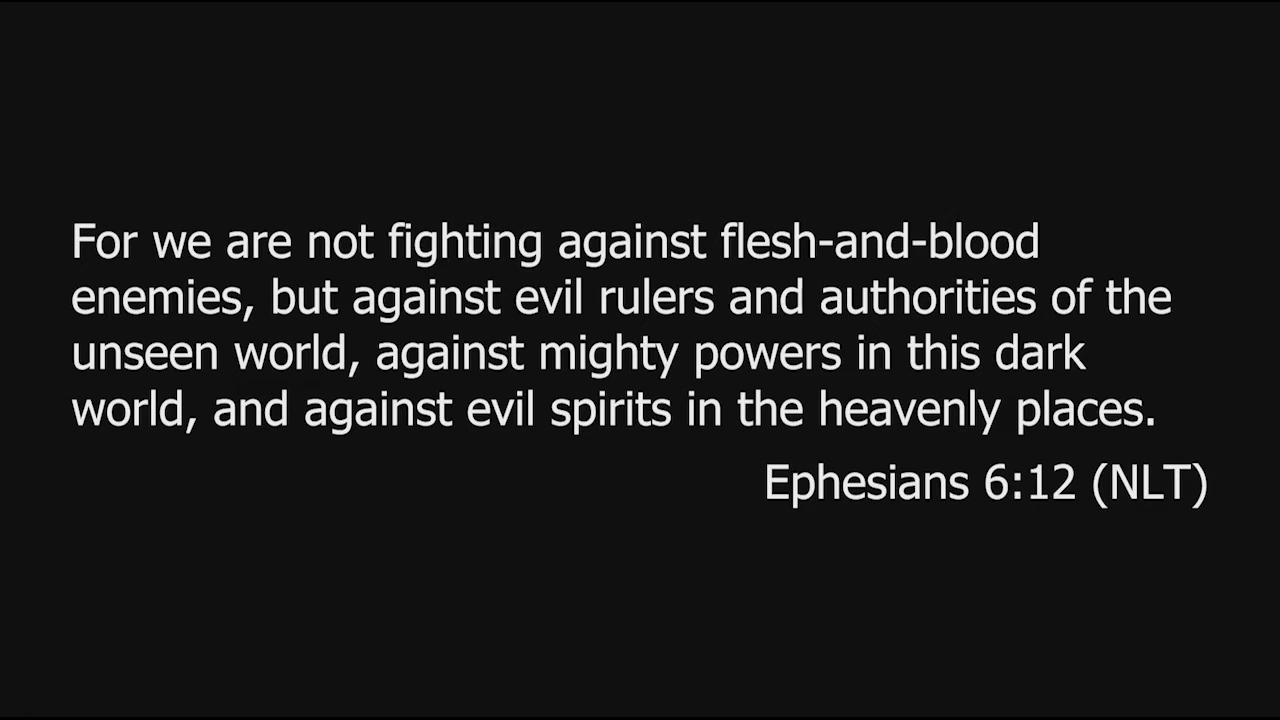 For we are not fighting against flesh-and-blood
enemies, but against evil rulers and authorities of the
unseen world, against mighty powers in this dark
world, and against evil spirits in the heavenly places.
Ephesians 6:12 (NLT)